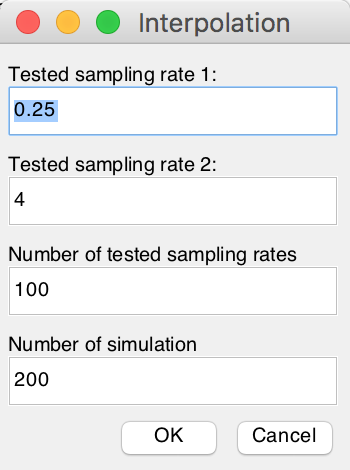 Interpolation
Tested sampling rate 1:
0.25
Tested sampling rate 2:
4
Number of tested sampling rates
100
Number of simulation
200
OK Cancel